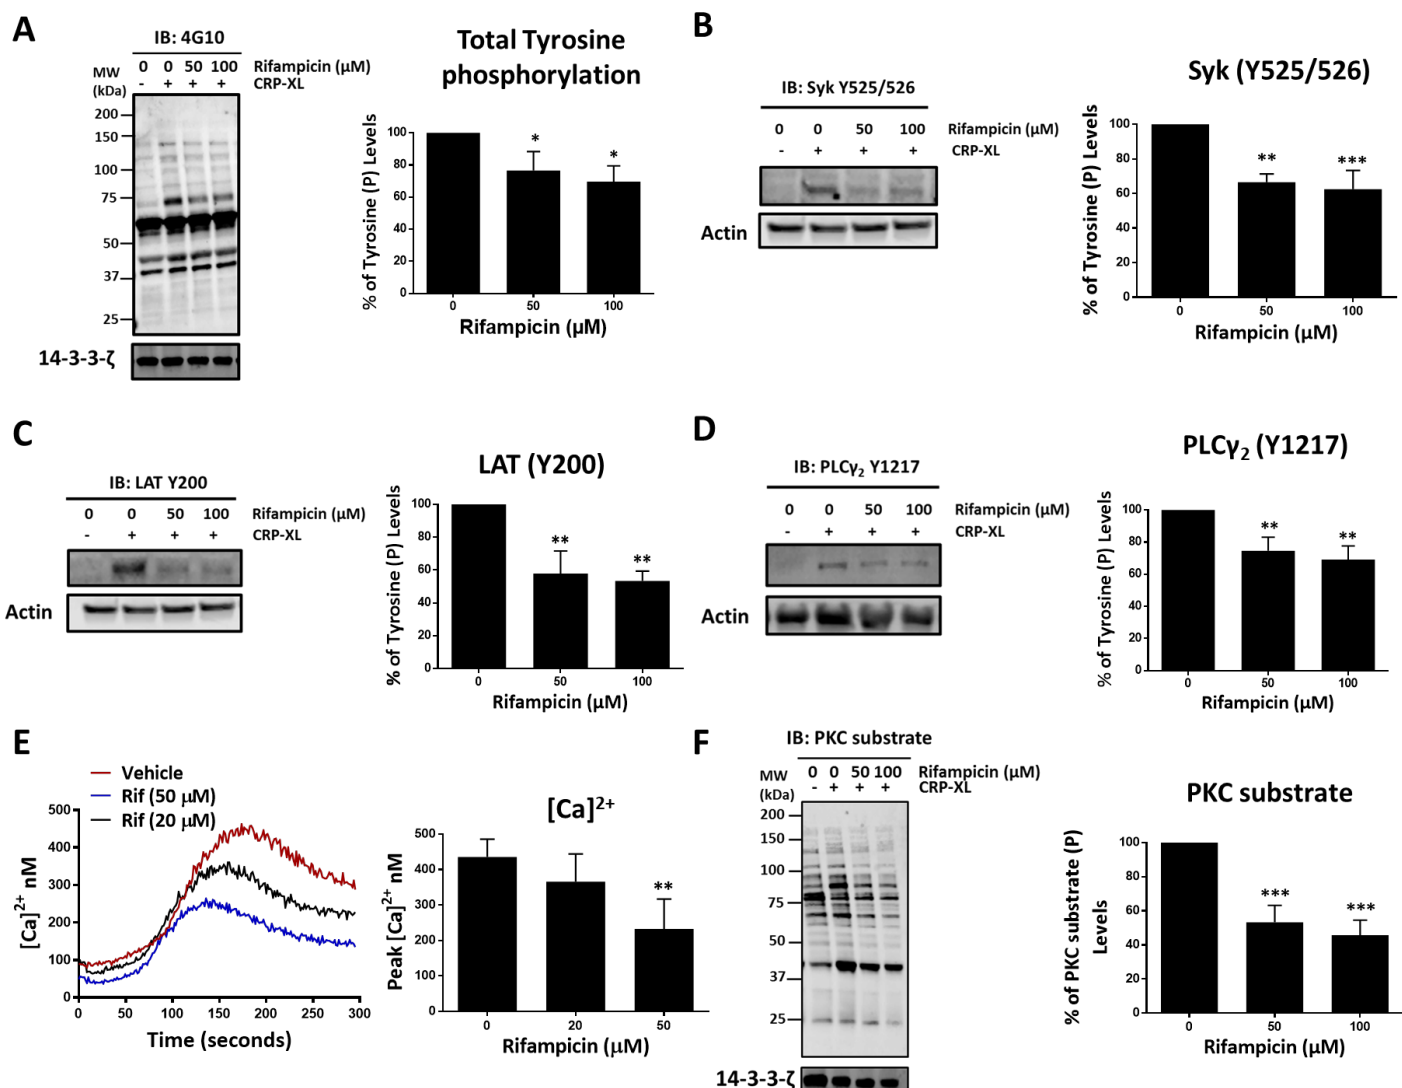 A
IB: 4G10
MW
(kDa)
0 0 50 100 Rifampicin (µM)
- + + + CRP-XL
200
150
100
75
50
37
25
14-3-3-ζ
Total Tyrosine
phosphorylation
% of Tyrosine (P) Levels
100
80
60
40
20
0
*
*
0 50 100
Rifampicin (µM)
B
IB: Syk Y525/526
0 0 50 100 Rifampicin (µM)
- + + + CRP-XL
Actin
Syk (Y525/526)
% of Tyrosine (P) Levels
100
80
60
40
20
0
**
***
0 50 100
Rifampicin (µM)
C
IB: LAT Y200
0 0 50 100 Rifampicin (µM)
- + + + CRP-XL
Actin
LAT (Y200)
% of Tyrosine (P) Levels
100
80
60
40
20
0
**
**
0 50 100
Rifampicin (µM)
D
IB: PLCγ2 Y1217
0 0 50 100 Rifampicin (µM)
- + + + CRP-XL
Actin
PLCγ2 (Y1217)
% of Tyrosine (P) Levels
100
80
60
40
20
0
**
**
0 50 100
Rifampicin (µM)
E
Vehicle
Rif (50 µM)
Rif (20 µM)
[Ca]2+ nM
500
400
300
200
100
0
0 50 100 150 200 250 300
Time (seconds)
[Ca]2+
Peak [Ca]2+ nM
500
400
300
200
100
0
**
0 20 50
Rifampicin (µM)
F
IB: PKC substrate
MW
(kDa)
0 0 50 100 Rifampicin (µM)
- + + + CRP-XL
200
150
100
75
50
37
25
14-3-3-ζ
PKC substrate
% of PKC substrate (P)
Levels
100
80
60
40
20
0
***
***
0 50 100
Rifampicin (µM)